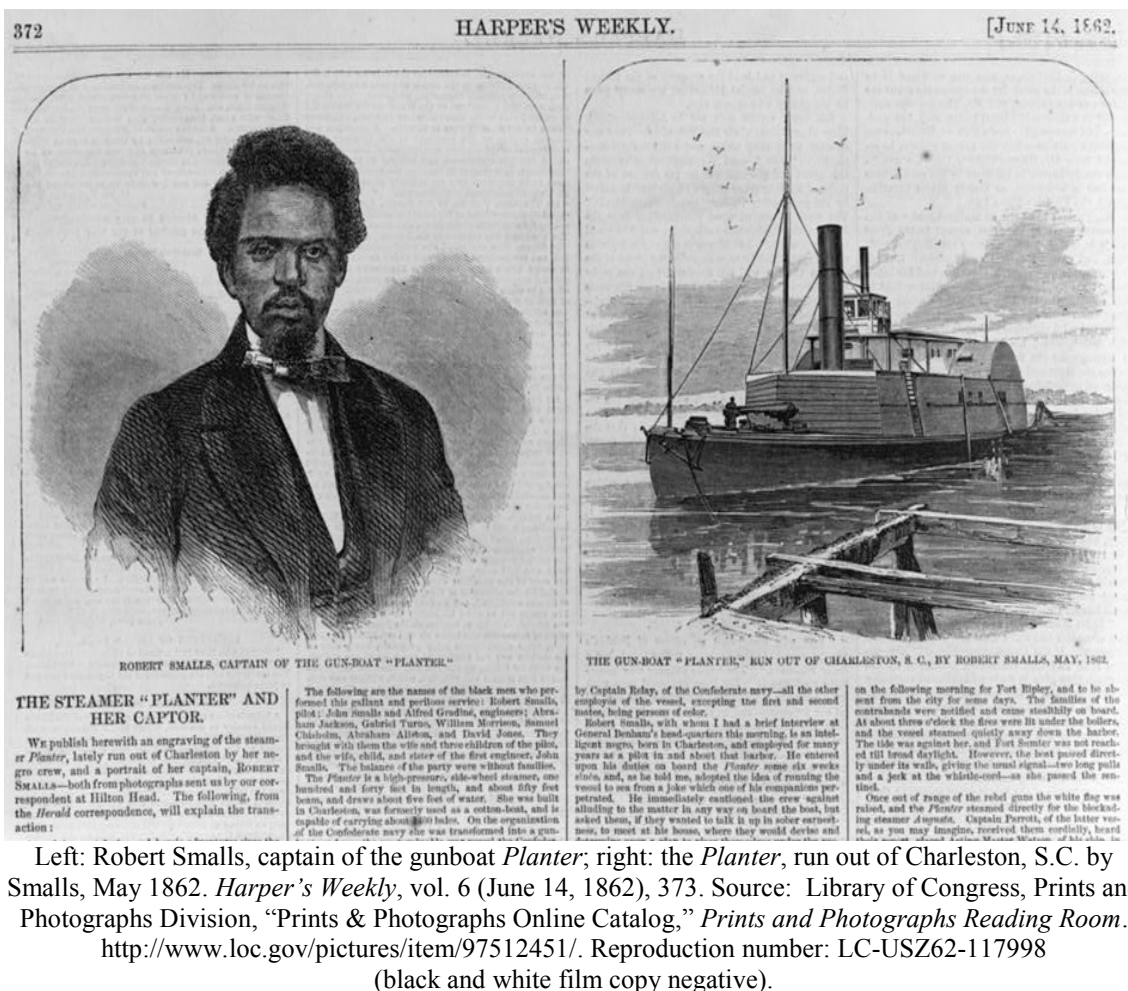 372
HARPER'S WEEKLY.
[JUNE 14, 1862.
ROBERT SMALLS, CAPTAIN OF THE GUN-BOAT "PLANTER."
THE GUN-BOAT "PLANTER," RUN OUT OF CHARLESTON, S. C., BY ROBERT SMALLS, MAY, 1862.
THE STEAMER "PLANTER" AND
HER CAPTOR.
WE publish herewith an engraving of the steam-
er Planter, lately run out of Charleston by her ne-
gro crew, and a portrait of her captain, ROBERT
SMALLS—both from photographs sent us by our cor-
respondent at Hilton Head. The following, from
the Herald correspondence, will explain the trans-
action:
The following are the names of the black men who per-
formed this gallant and perilous service: Robert Smalls,
pilot; John Smalls and Alfred Gradine, engineers; Abra-
ham Jackson, Gabriel Turno, William Morrison, Samuel
Chisholm, Abraham Allston, and David Jones. They
brought with them the wife and three children of the pilot,
and the wife, child, and sister of the first engineer, John
Smalls. The balance of the party were without families.
The Planter is a high-pressure, side-wheel steamer, one
hundred and forty feet in length, and about fifty feet
beam, and draws about five feet of water. She was built
in Charleston, was formerly used as a cotton-boat, and is
capable of carrying about bales. On the organization
of the Confederate navy she was transformed into a gun-
by Captain Relay, of the Confederate navy—all the other
employés of the vessel, excepting the first and second
mates, being persons of color.
Robert Smalls, with whom I had a brief interview at
General Benham's head-quarters this morning, is an intel-
ligent negro, born in Charleston, and employed for many
years as a pilot in and about that harbor. He entered
upon his duties on board the Planter some six weeks
since, and, as he told me, adopted the idea of running the
vessel to sea from a joke which one of his companions per-
petrated. He immediately cautioned the crew against
alluding to the matter in any way on board the boat, but
asked them, if they wanted to talk it up in sober earnest-
ness, to meet at his house, where they would devise and
on the following morning for Fort Ripley, and to be ab-
sent from the city for some days. The families of the
contrabands were notified and came stealthily on board.
At about three o'clock the fires were lit under the boilers,
and the vessel steamed quietly away down the harbor.
The tide was against her, and Fort Sumter was not reach-
ed till broad daylight. However, the boat passed direct-
ly under its walls, giving the usual signal—two long pulls
and a jerk at the whistle-cord—as she passed the sen-
tinel.
Once out of range of the rebel guns the white flag was
raised, and the Planter steamed directly for the blockad-
ing steamer Augusta. Captain Parrott, of the latter ves-
sel, as you may imagine, received them cordially, heard
Left: Robert Smalls, captain of the gunboat Planter; right: the Planter, run out of Charleston, S.C. by
Smalls, May 1862. Harper's Weekly, vol. 6 (June 14, 1862), 373. Source: Library of Congress, Prints an
Photographs Division, "Prints & Photographs Online Catalog," Prints and Photographs Reading Room.
http://www.loc.gov/pictures/item/97512451/. Reproduction number: LC-USZ62-117998
(black and white film copy negative).